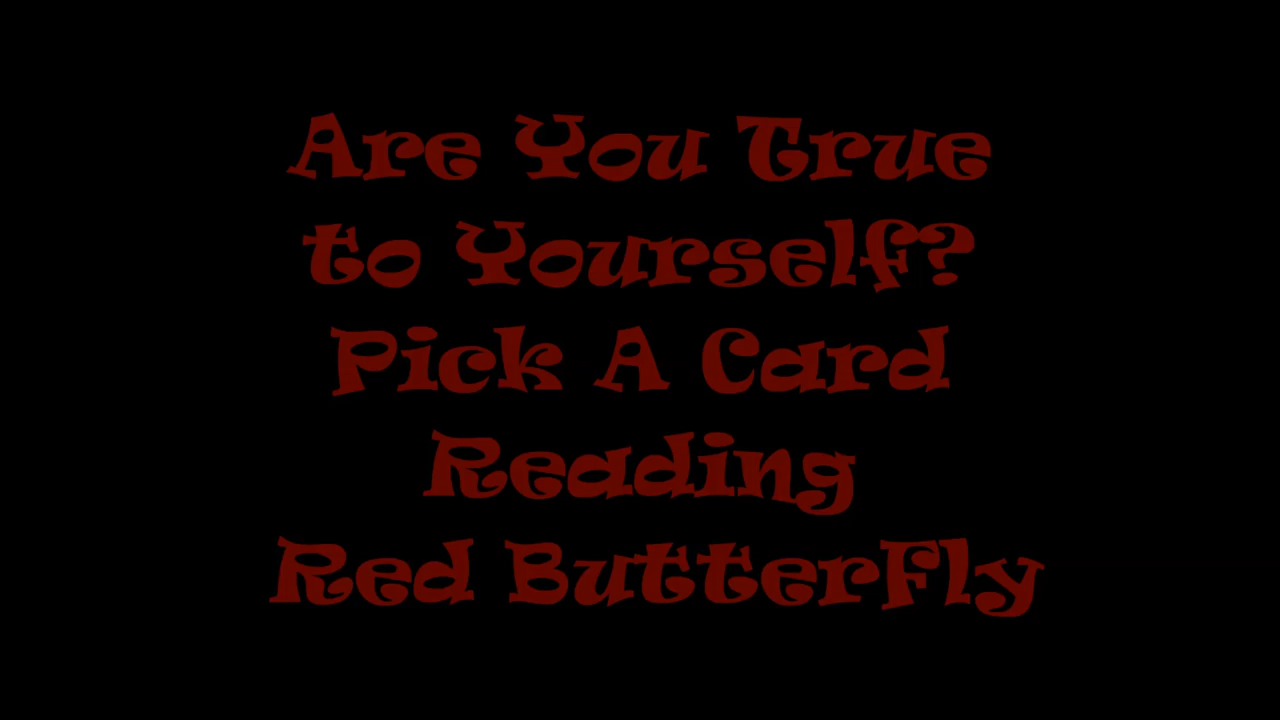 Are You True
to Yourself?
Pick A Card
Reading
Red ButterFly